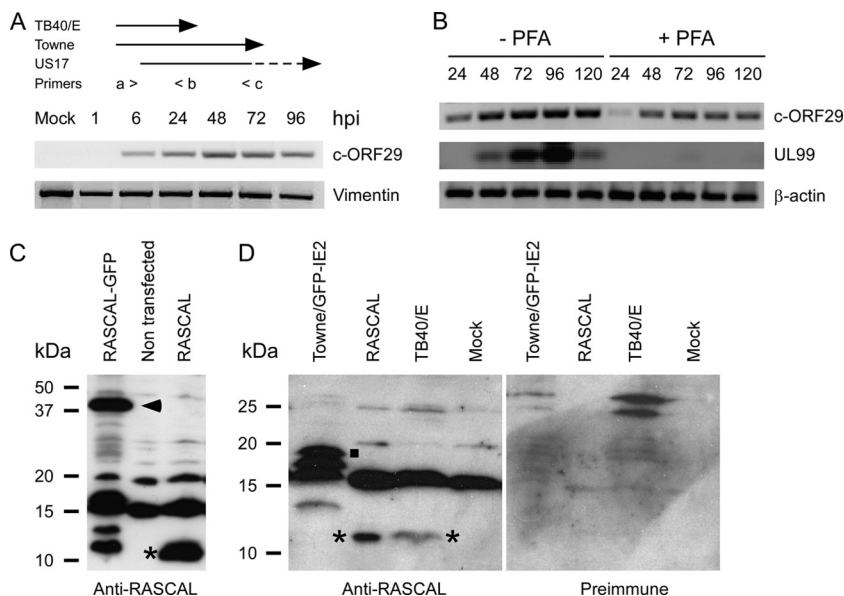 A
TB40/E
Towne
US17
Primers a > < b < c
Mock 1 6 24 48 72 96 hpi
c-ORF29
Vimentin
B
- PFA + PFA
24 48 72 96 120 24 48 72 96 120
c-ORF29
UL99
β-actin
C
RASCAL-GFP
Non transfected
RASCAL
kDa
50
37
20
15
* 
10
Anti-RASCAL
D
Towne/GFP-IE2
RASCAL
TB40/E
Mock
kDa
25
20
15
* *
10
Anti-RASCAL
Towne/GFP-IE2
RASCAL
TB40/E
Mock
Preimmune